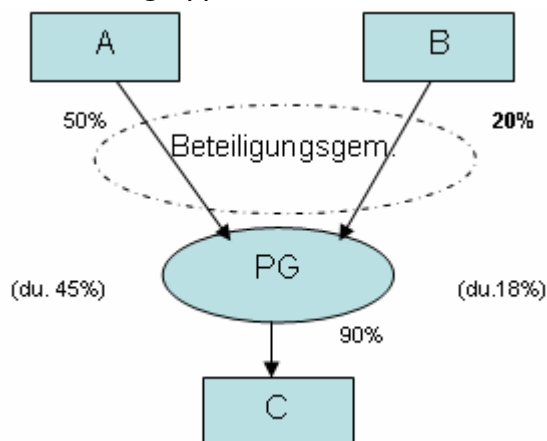 A
B
50%
20%
Beteiligungsgem.
PG
(du. 45%)
(du.18%)
90%
C